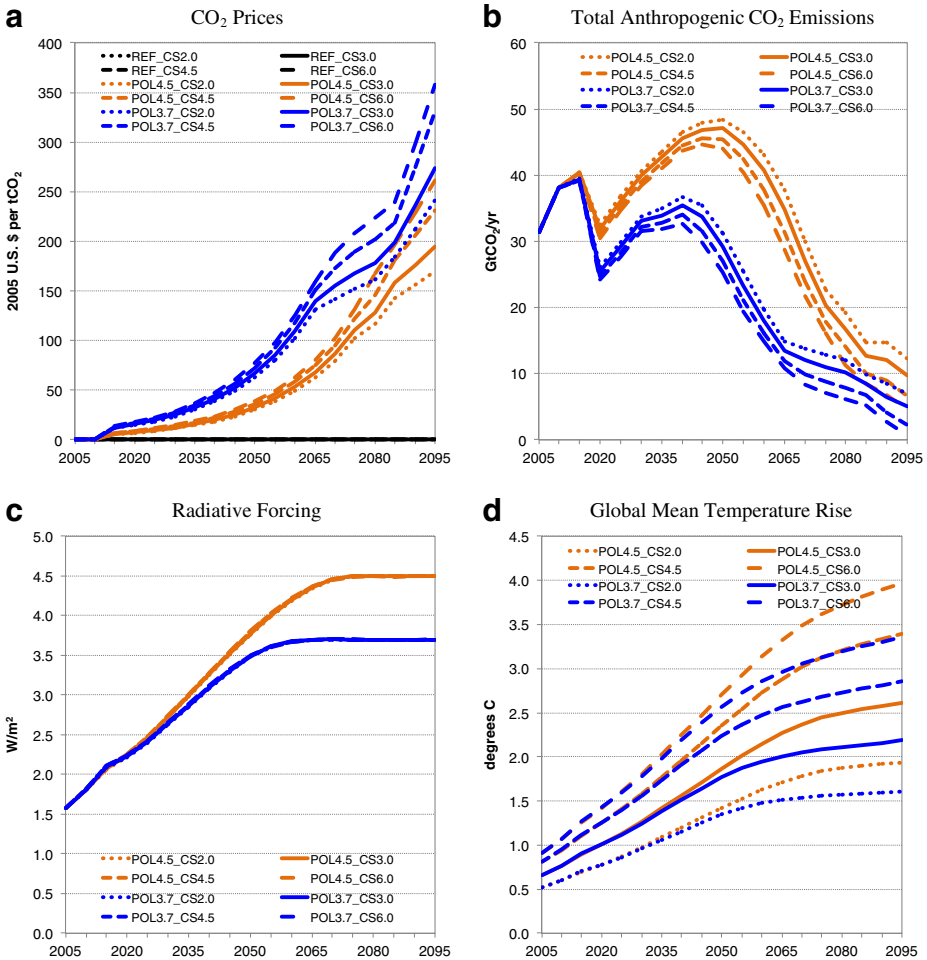 a CO2 Prices
400
350
300
250
200
150
100
50
0
2005 U.S. $ per tCO2
REF_CS2.0 REF_CS3.0
REF_CS4.5 REF_CS6.0
POL4.5_CS2.0 POL4.5_CS3.0
POL4.5_CS4.5 POL4.5_CS6.0
POL3.7_CS2.0 POL3.7_CS3.0
POL3.7_CS4.5 POL3.7_CS6.0
2005 2020 2035 2050 2065 2080 2095
b Total Anthropogenic CO2 Emissions
60
50
40
30
20
10
0
GtCO2/yr
POL4.5_CS2.0 POL4.5_CS3.0
POL4.5_CS4.5 POL4.5_CS6.0
POL3.7_CS2.0 POL3.7_CS3.0
POL3.7_CS4.5 POL3.7_CS6.0
2005 2020 2035 2050 2065 2080 2095
c Radiative Forcing
5.0
4.5
4.0
3.5
3.0
2.5
2.0
1.5
1.0
0.5
0.0
W/m2
POL4.5_CS2.0 POL4.5_CS3.0
POL4.5_CS4.5 POL4.5_CS6.0
POL3.7_CS2.0 POL3.7_CS3.0
POL3.7_CS4.5 POL3.7_CS6.0
2005 2020 2035 2050 2065 2080 2095
d Global Mean Temperature Rise
4.5
4.0
3.5
3.0
2.5
2.0
1.5
1.0
0.5
0.0
degrees C
POL4.5_CS2.0 POL4.5_CS3.0
POL4.5_CS4.5 POL4.5_CS6.0
POL3.7_CS2.0 POL3.7_CS3.0
POL3.7_CS4.5 POL3.7_CS6.0
2005 2020 2035 2050 2065 2080 2095